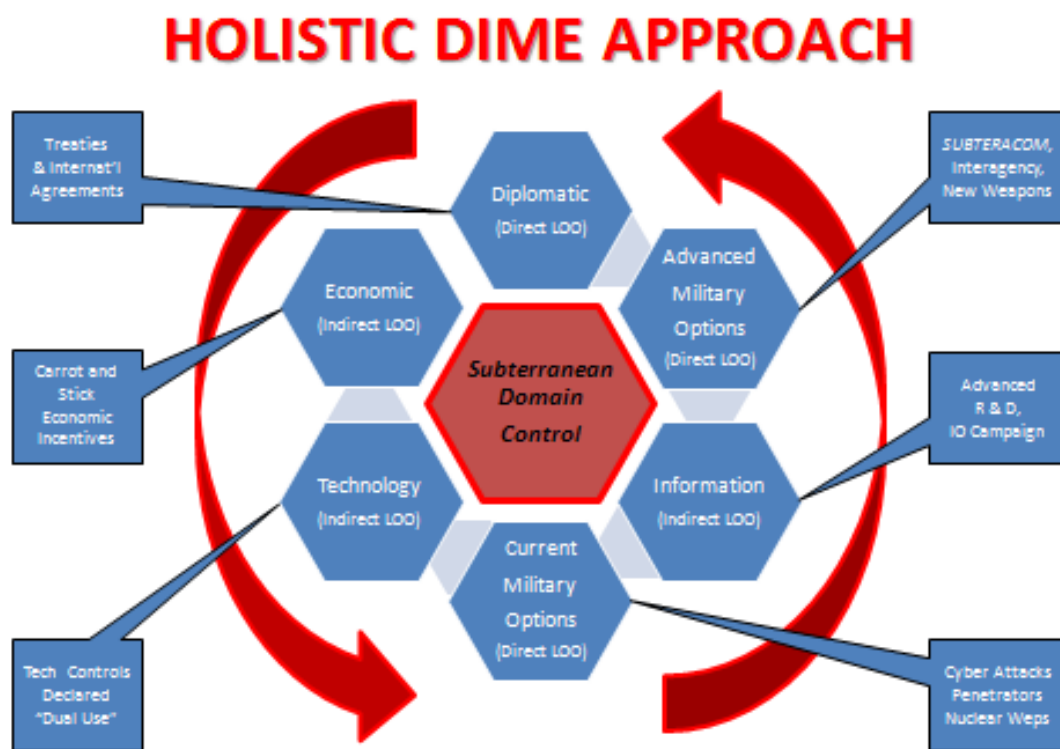 HOLISTIC DIME APPROACH
Treaties
& Internat'l
Agreements
Diplomatic
(Direct LOO)
SUBTERACOM,
Interagency,
New Weapons
Economic
(Indirect LOO)
Advanced
Military
Options
(Direct LOO)
Subterranean
Domain
Control
Carrot and
Stick
Economic
Incentives
Advanced
R & D,
IO Campaign
Technology
(Indirect LOO)
Information
(Indirect LOO)
Current
Military
Options
(Direct LOO)
Tech Controls
Declared
"Dual Use"
Cyber Attacks
Penetrators
Nuclear Weps